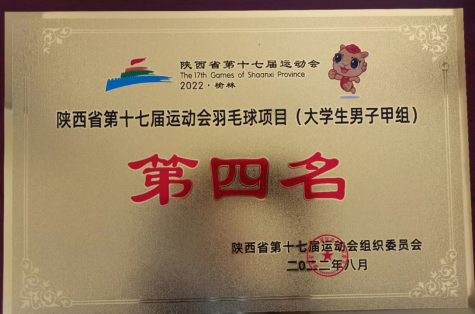 陕西省第十七届运动会
The 17th Games of Shaanxi Province
2022·榆林
陕西省第十七届运动会羽毛球项目（大学生男子甲组）
第四名
陕西省第十七届运动会组织委员会
二〇二二年八月